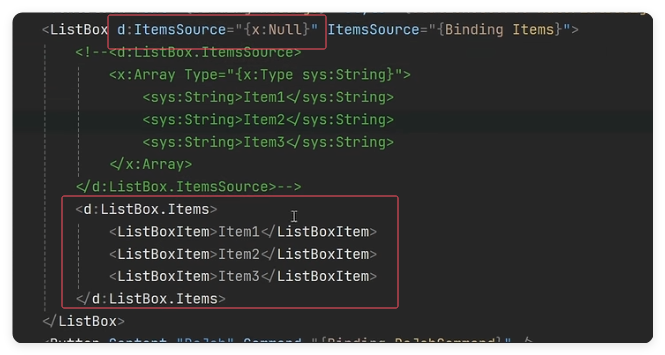 <ListBox d:ItemsSource="{x:Null}" ItemsSource="{Binding Items}">
<!--<d:ListBox.ItemsSource>
<x:Array Type="{x:Type sys:String}">
<sys:String>Item1</sys:String>
<sys:String>Item2</sys:String>
<sys:String>Item3</sys:String>
</x:Array>
</d:ListBox.ItemsSource>-->
<d:ListBox.Items>
<ListBoxItem>Item1</ListBoxItem>
<ListBoxItem>Item2</ListBoxItem>
<ListBoxItem>Item3</ListBoxItem>
</d:ListBox.Items>
</ListBox>